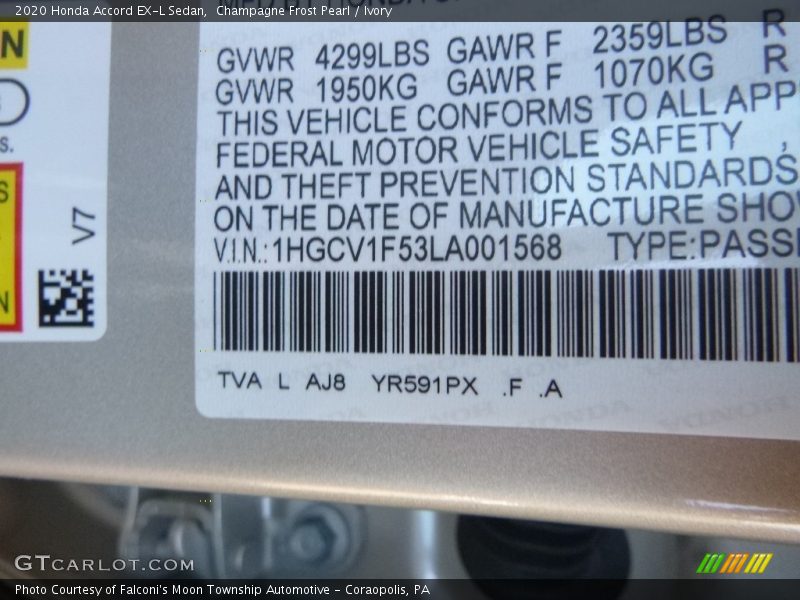 2020 Honda Accord EX-L Sedan,  Champagne Frost Pearl / Ivory
GVWR 4299LBS GAWR F 2359LBS R
GVWR 1950KG GAWR F 1070KG R
THIS VEHICLE CONFORMS TO ALL APP
FEDERAL MOTOR VEHICLE SAFETY ,
AND THEFT PREVENTION STANDARDS
ON THE DATE OF MANUFACTURE SHO
V.I.N.:1HGCV1F53LA001568 TYPE:PASSE
TVA L AJ8 YR591PX .F .A
N
S.
S
N
V7
GTCARLOT.COM
Photo Courtesy of Falconi's Moon Township Automotive - Coraopolis, PA